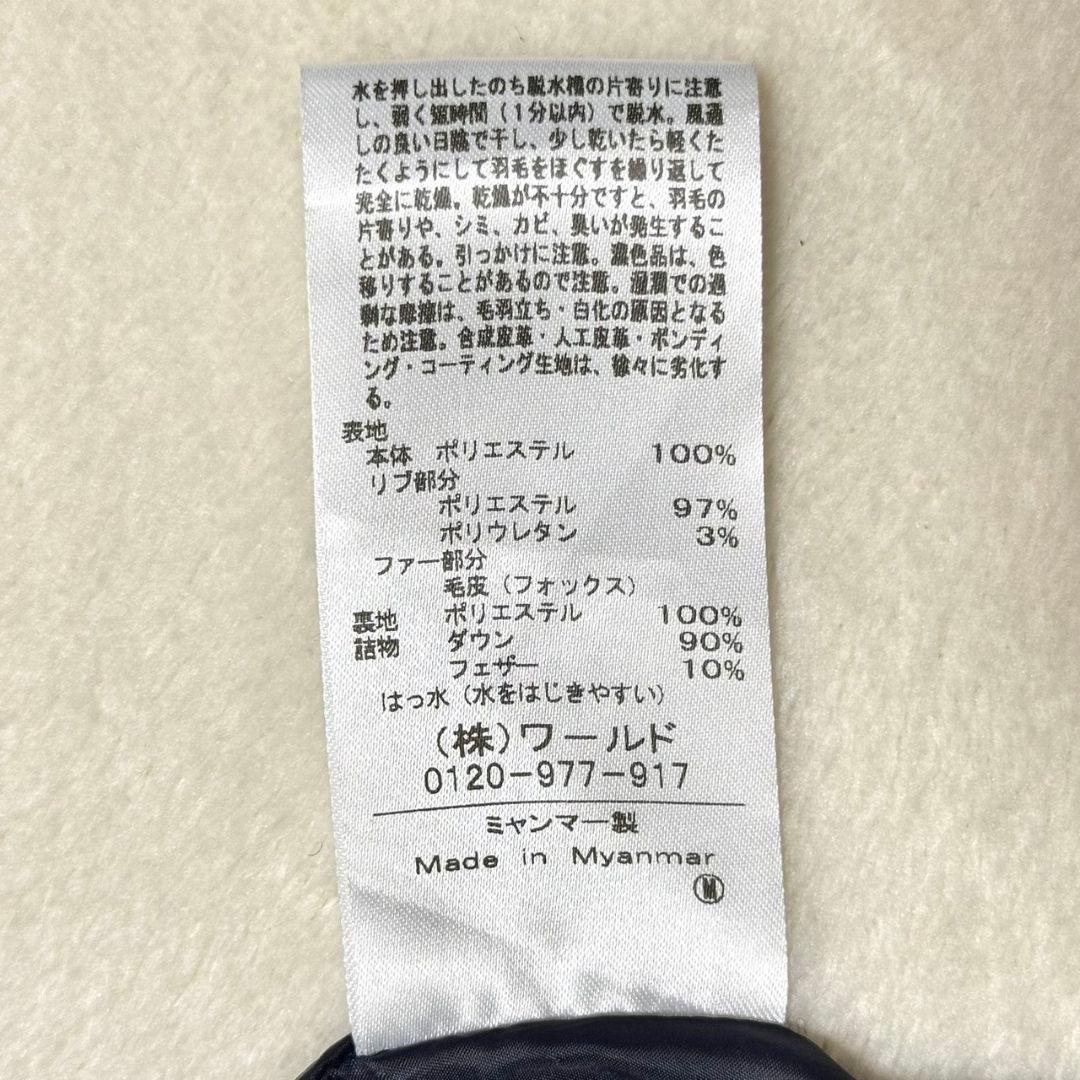 水を押し出したのち脱水槽の片寄りに注意
し、弱く短時間（1分以内）で脱水。風通
しの良い日陰で干し、少し乾いたら軽くた
たくようにして羽毛をほぐすを繰り返して
完全に乾燥。乾燥が不十分ですと、羽毛の
片寄りや、シミ、カビ、臭いが発生するこ
とがある。引っかけに注意。濃色品は、色
移りすることがあるので注意。湿潤での過
剰な摩擦は、毛羽立ち・白化の原因となる
ため注意。合成皮革・人工皮革・ボンディ
ング・コーティング生地は、徐々に劣化す
る。
表地
本体 ポリエステル 100%
リブ部分
ポリエステル 97%
ポリウレタン 3%
ファー部分
毛皮（フォックス）
裏地 ポリエステル 100%
詰物 ダウン 90%
フェザー 10%
はっ水（水をはじきやすい）
（株）ワールド
0120-977-917
ミャンマー製
Made in Myanmar
Ⓜ